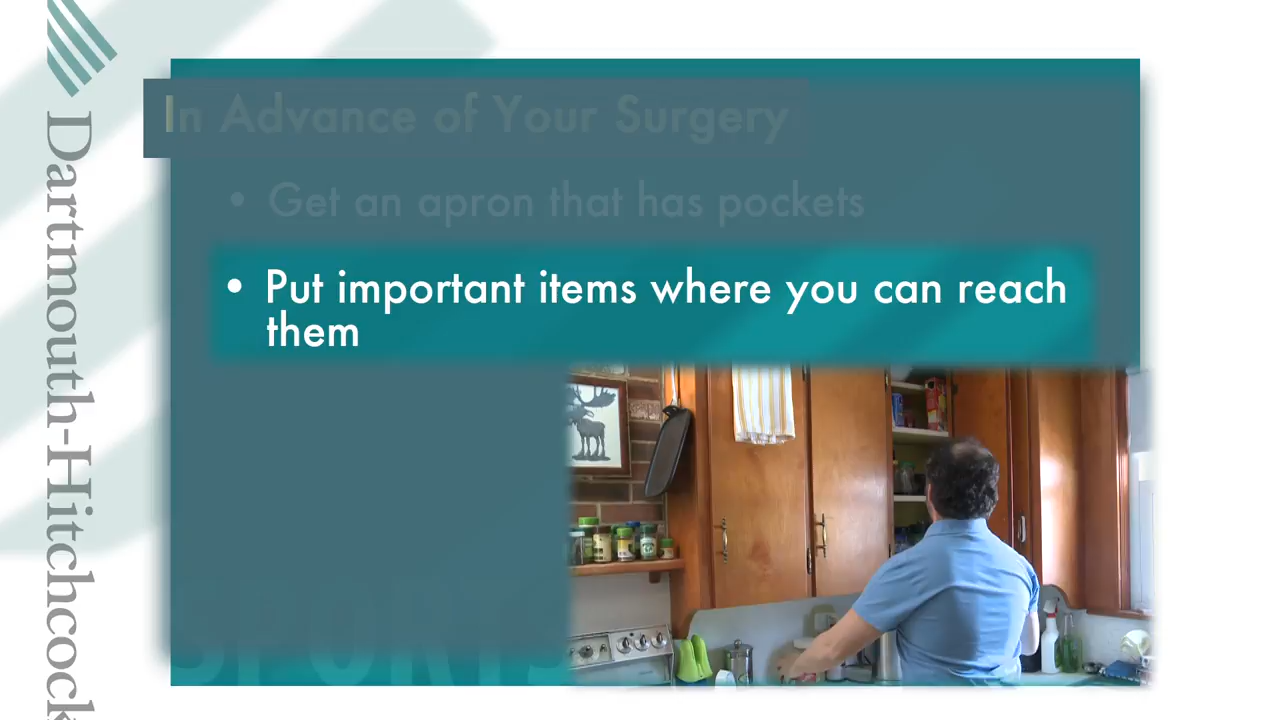 Dartmouth-Hitchcock
In Advance of Your Surgery
• Get an apron that has pockets
• Put important items where you can reach
them
SPORTS